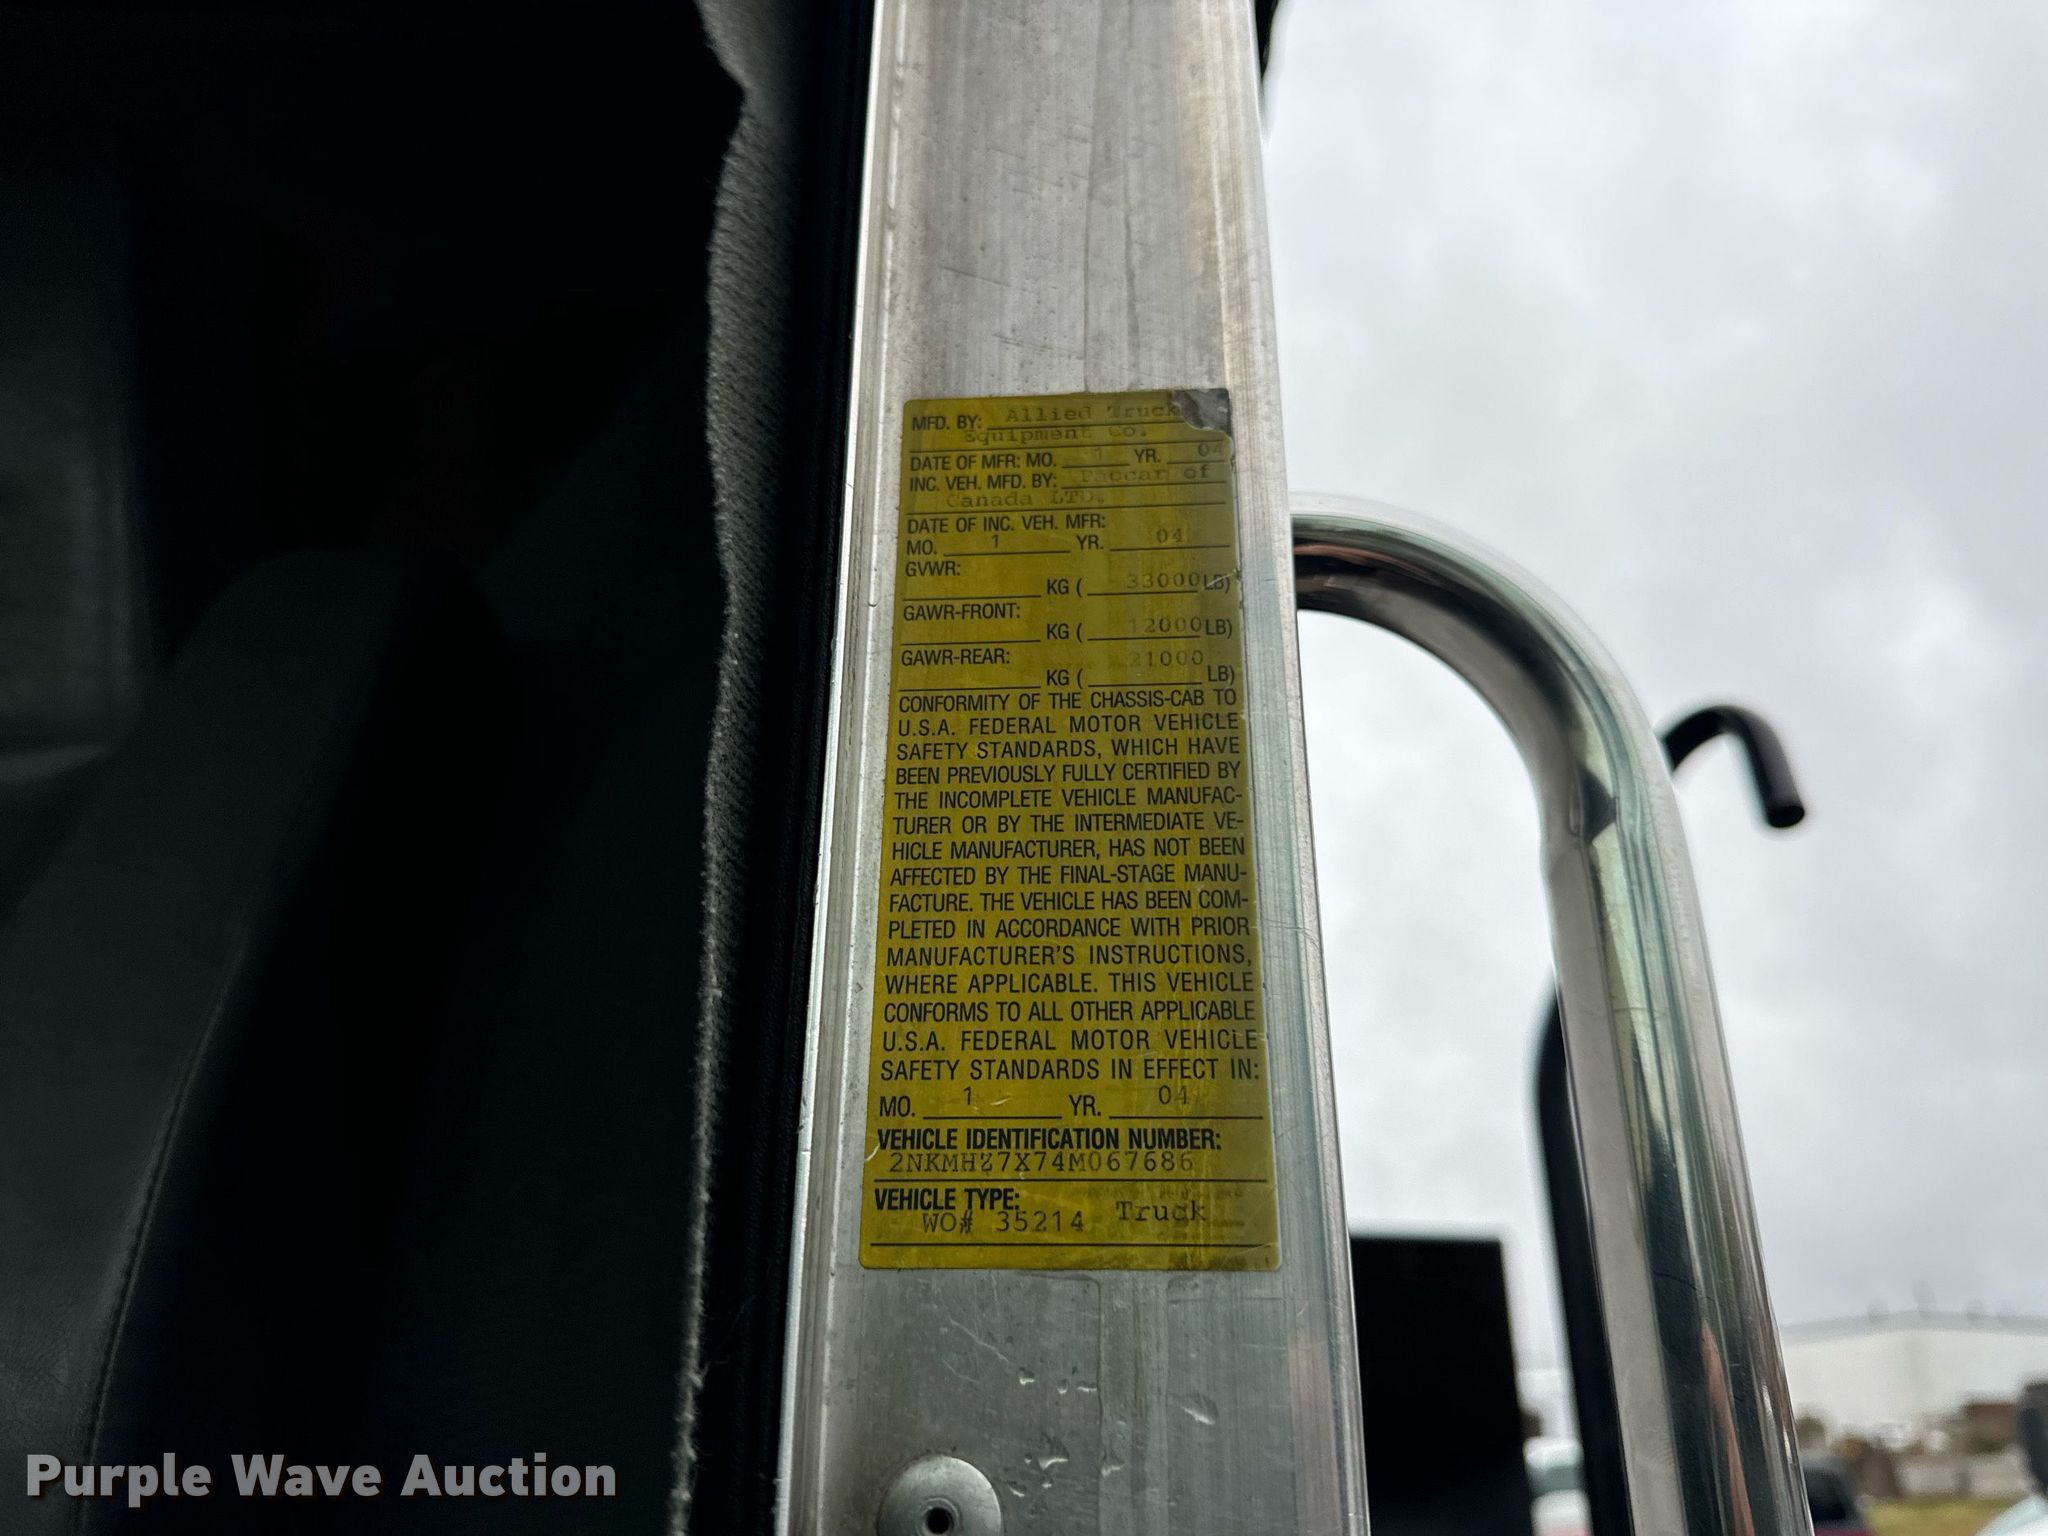 MFD. BY: Allied Truck
Equipment Co.
DATE OF MFR: MO. 1 YR. 04
INC. VEH. MFD. BY: Paccar of
Canada LTD.
DATE OF INC. VEH. MFR:
MO. 1 YR. 04
GVWR:
KG ( 33000 LB)
GAWR-FRONT:
KG ( 12000 LB)
GAWR-REAR:
KG ( 21000 LB)
CONFORMITY OF THE CHASSIS-CAB TO
U.S.A. FEDERAL MOTOR VEHICLE
SAFETY STANDARDS, WHICH HAVE
BEEN PREVIOUSLY FULLY CERTIFIED BY
THE INCOMPLETE VEHICLE MANUFAC-
TURER OR BY THE INTERMEDIATE VE-
HICLE MANUFACTURER, HAS NOT BEEN
AFFECTED BY THE FINAL-STAGE MANU-
FACTURE. THE VEHICLE HAS BEEN COM-
PLETED IN ACCORDANCE WITH PRIOR
MANUFACTURER'S INSTRUCTIONS,
WHERE APPLICABLE. THIS VEHICLE
CONFORMS TO ALL OTHER APPLICABLE
U.S.A. FEDERAL MOTOR VEHICLE
SAFETY STANDARDS IN EFFECT IN:
MO. 1 YR. 04
VEHICLE IDENTIFICATION NUMBER:
2NKMHZ7X74M067686
VEHICLE TYPE: Truck
WO# 35214
Purple Wave Auction